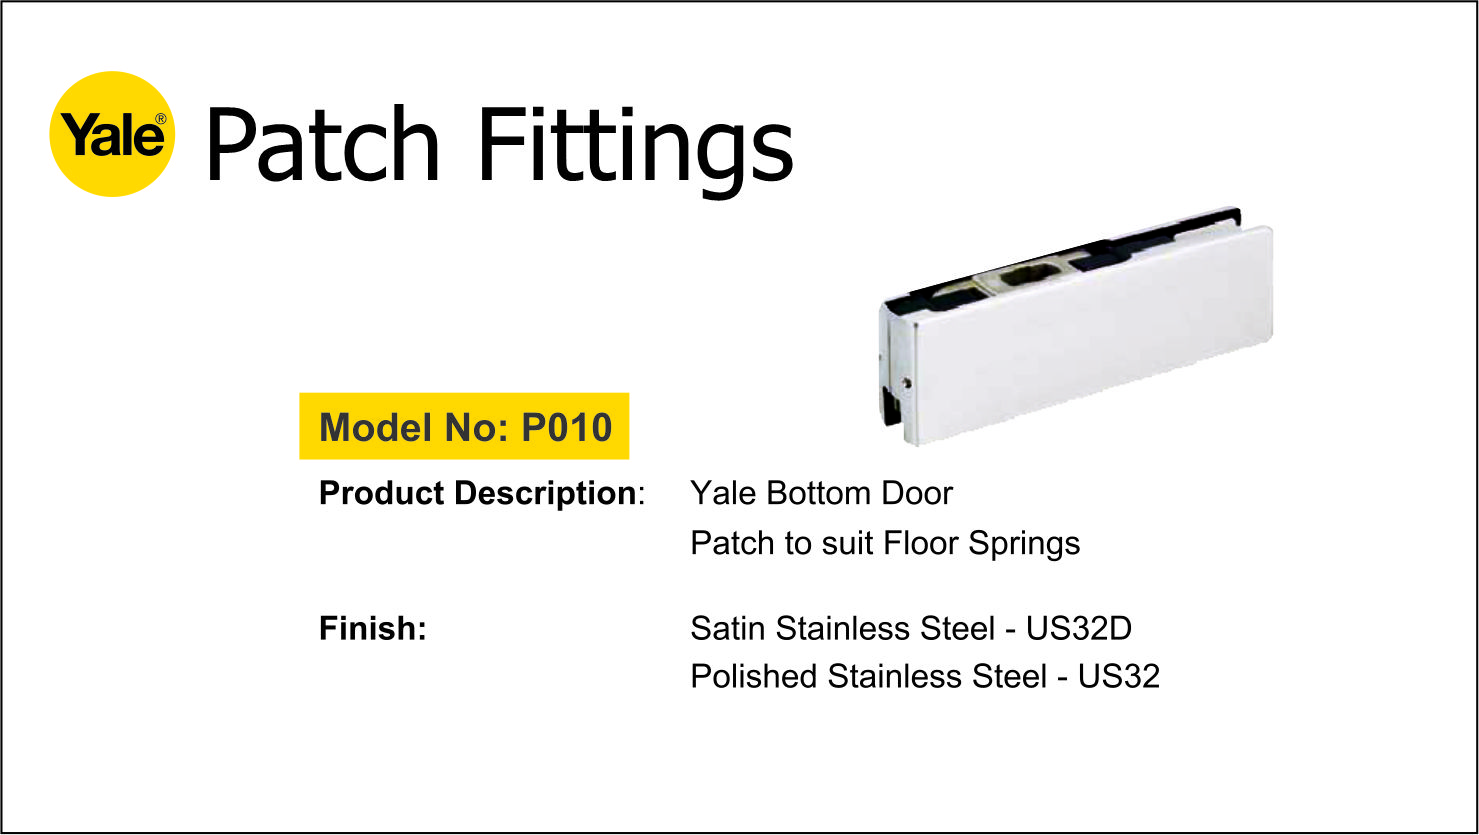 Yale® Patch Fittings
Model No: P010
Product Description: Yale Bottom Door
Patch to suit Floor Springs
Finish: Satin Stainless Steel - US32D
Polished Stainless Steel - US32